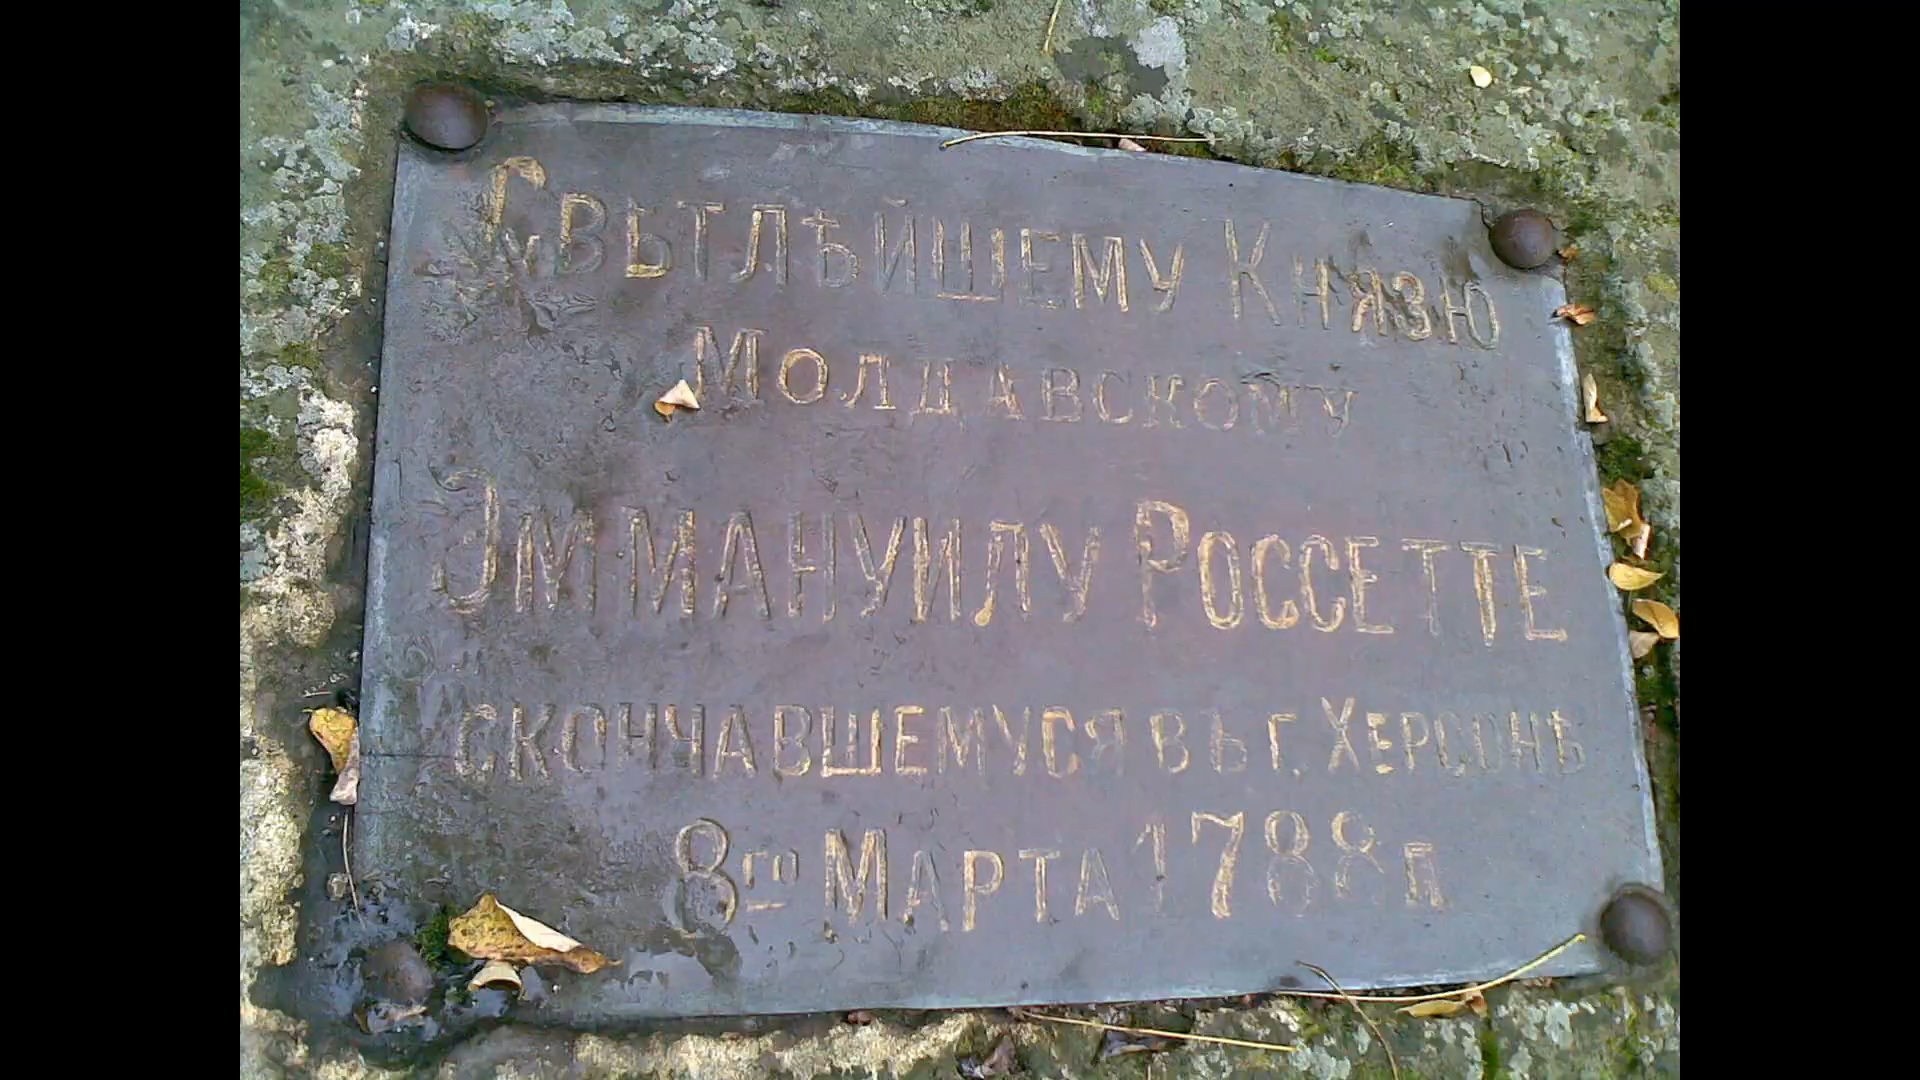 Свѣтлѣйшему Князю
Молдавскому
Эммануилу Россетте
скончавшемуся въ г. Херсонѣ
8го Марта 1788 г.